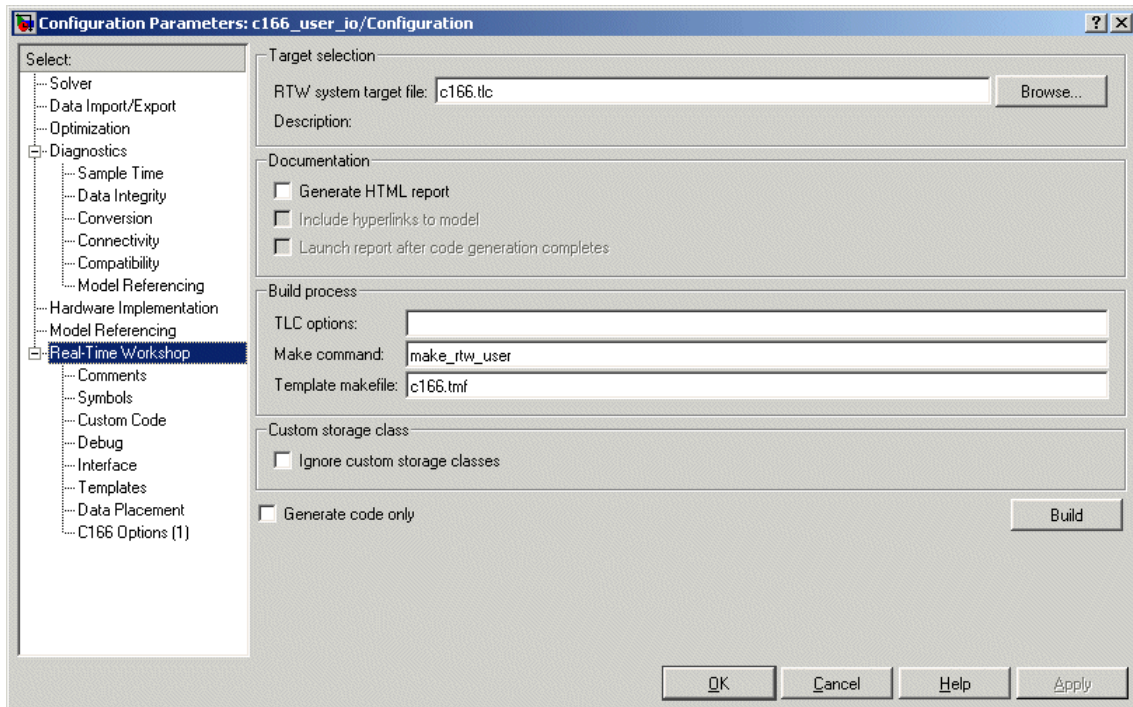 Configuration Parameters: c166_user_io/Configuration
Select:
Solver
Data Import/Export
Optimization
Diagnostics
Sample Time
Data Integrity
Conversion
Connectivity
Compatibility
Model Referencing
Hardware Implementation
Model Referencing
Real-Time Workshop
Comments
Symbols
Custom Code
Debug
Interface
Templates
Data Placement
C166 Options (1)
Target selection
RTW system target file: c166.tlc Browse...
Description:
Documentation
Generate HTML report
Include hyperlinks to model
Launch report after code generation completes
Build process
TLC options:
Make command: make_rtw_user
Template makefile: c166.tmf
Custom storage class
Ignore custom storage classes
Generate code only Build
OK Cancel Help Apply